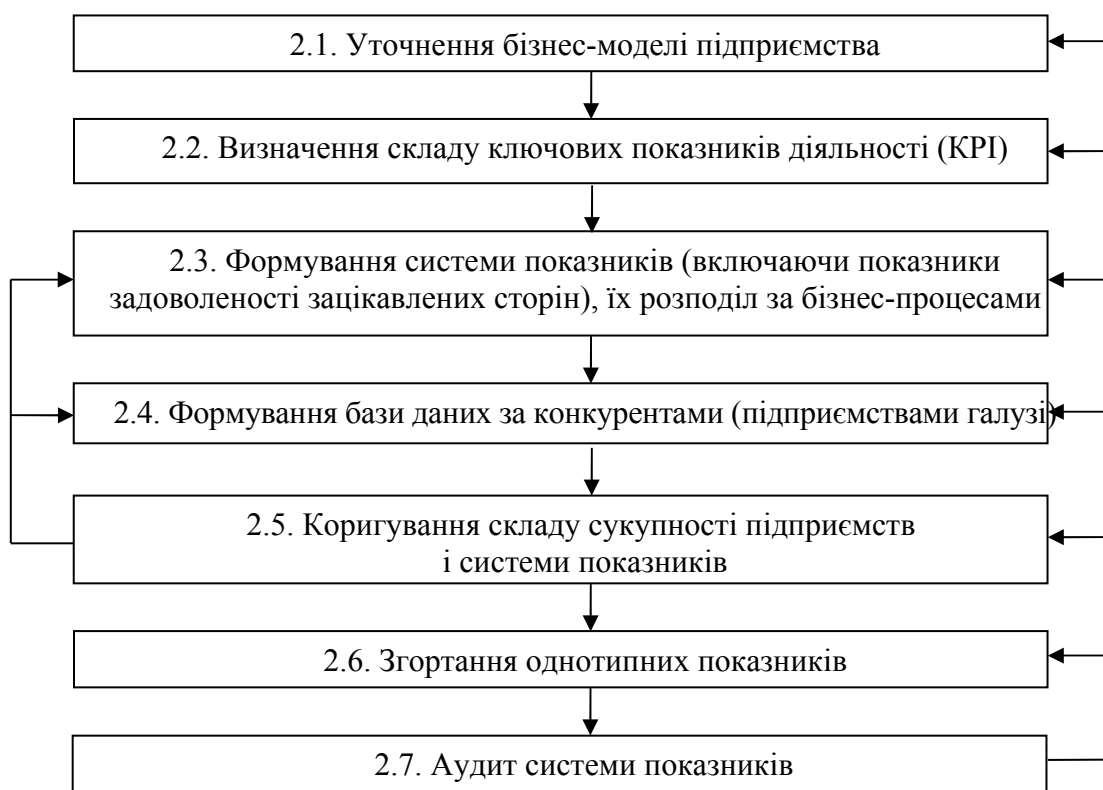 2.1. Уточнення бізнес-моделі підприємства
2.2. Визначення складу ключових показників діяльності (КРІ)
2.3. Формування системи показників (включаючи показники
задоволеності зацікавлених сторін), їх розподіл за бізнес-процесами
2.4. Формування бази даних за конкурентами (підприємствами галузі)
2.5. Коригування складу сукупності підприємств
і системи показників
2.6. Згортання однотипних показників
2.7. Аудит системи показників